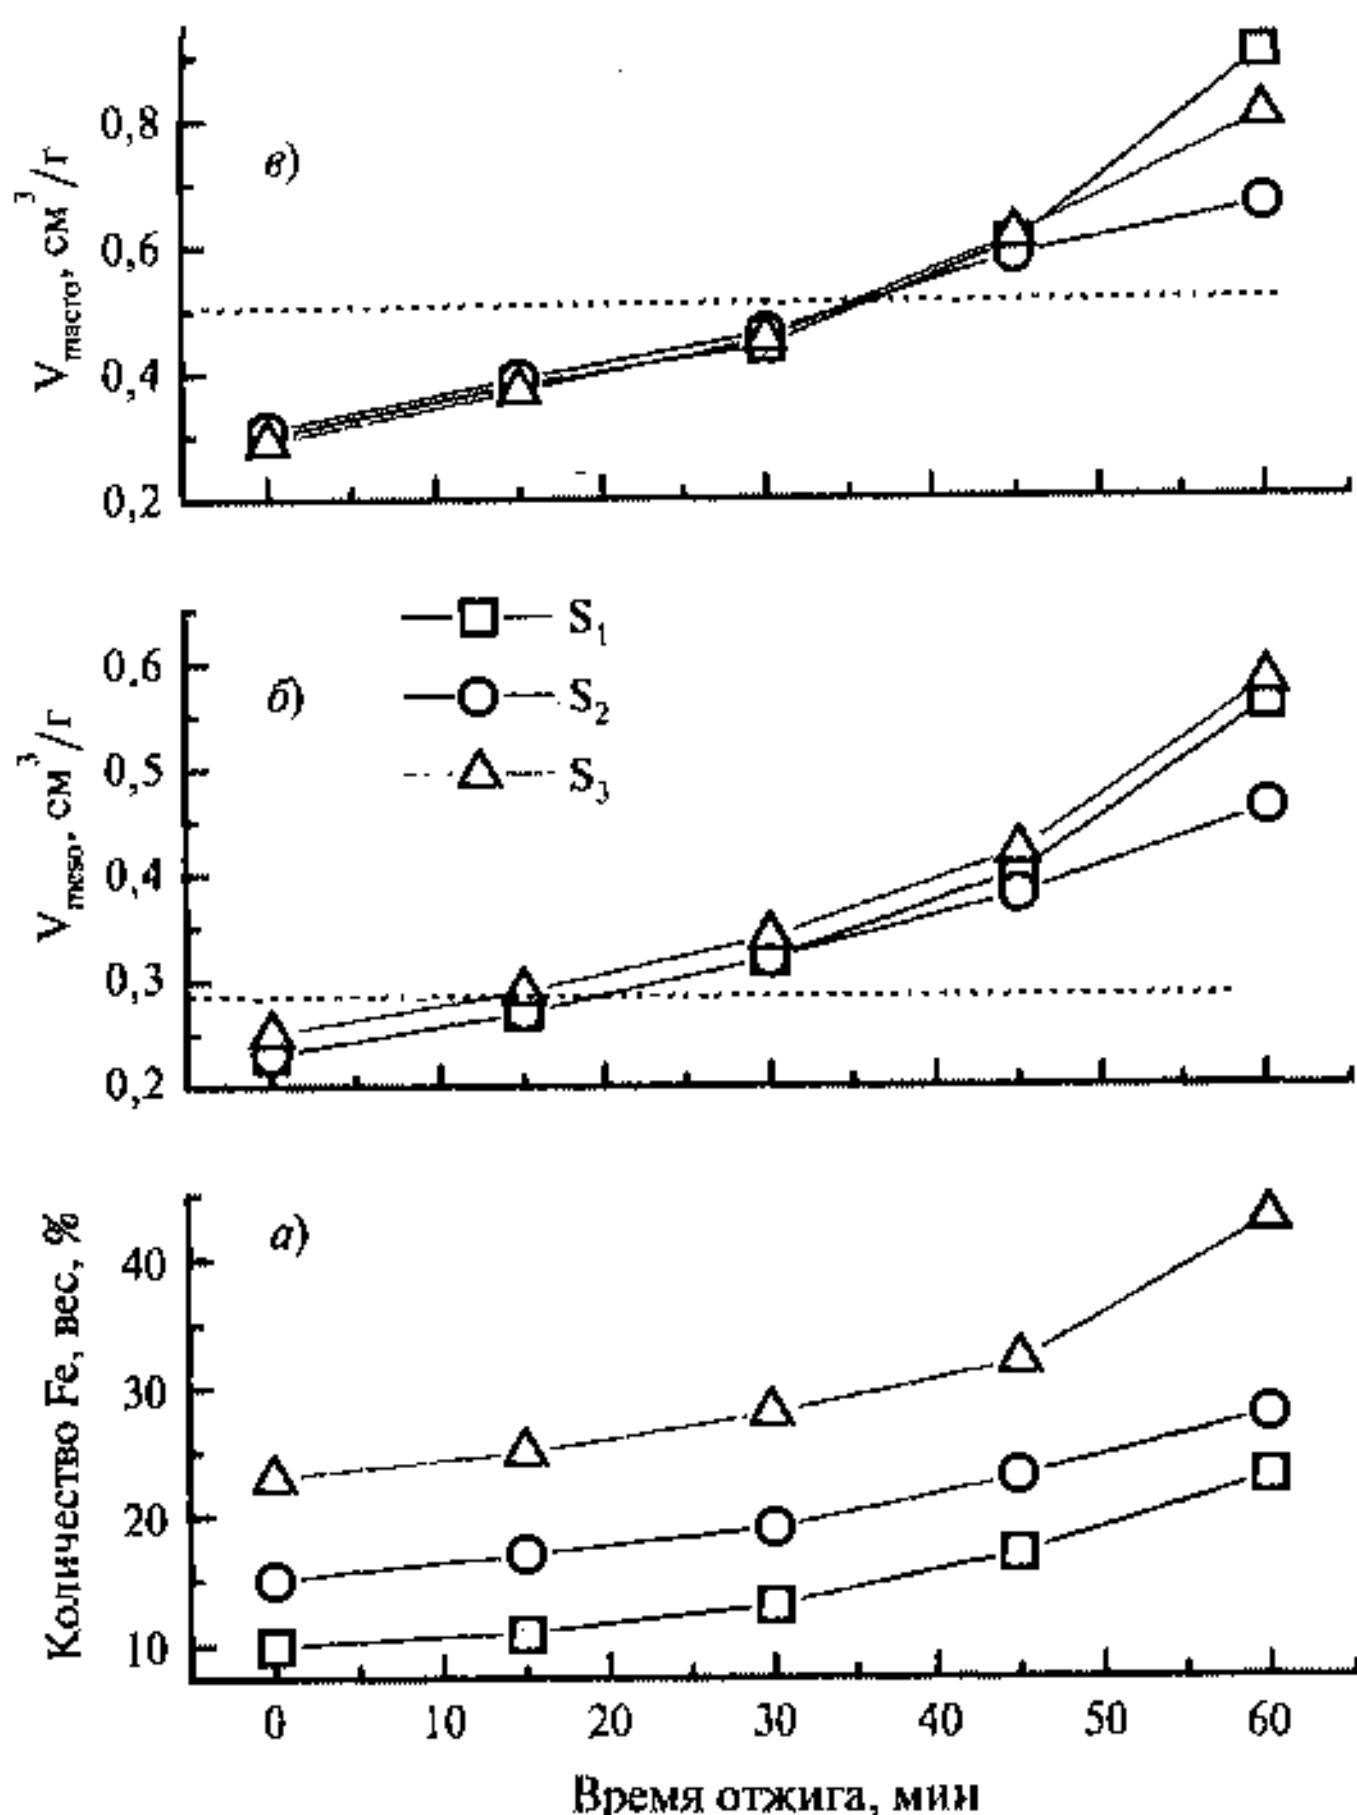 в)
V macro, см³/г
0,8
0,6
0,4
0,2
S₁
S₂
S₃
б)
V meso, см³/г
0,6
0,5
0,4
0,3
0,2
а)
Количество Fe, вес, %
40
30
20
10
0 10 20 30 40 50 60
Время отжига, мин